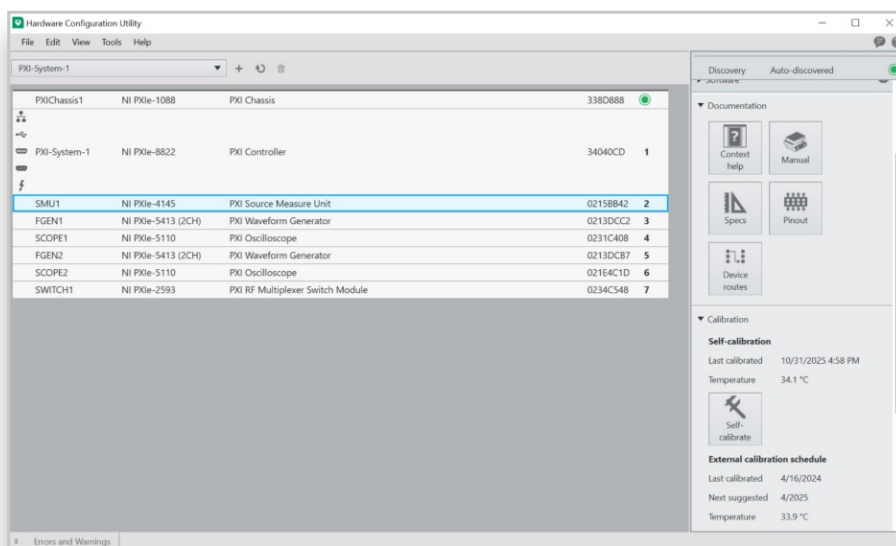 Hardware Configuration Utility
File Edit View Tools Help
PXI-System-1
PXIChassis1 NI PXIe-1088 PXI Chassis 338D888
PXI-System-1 NI PXIe-8822 PXI Controller 34040CD 1
SMU1 NI PXIe-4145 PXI Source Measure Unit 0215BB42 2
FGEN1 NI PXIe-5413 (2CH) PXI Waveform Generator 0213DCC2 3
SCOPE1 NI PXIe-5110 PXI Oscilloscope 0231C408 4
FGEN2 NI PXIe-5413 (2CH) PXI Waveform Generator 0213DCB7 5
SCOPE2 NI PXIe-5110 PXI Oscilloscope 021E4C1D 6
SWITCH1 NI PXIe-2593 PXI RF Multiplexer Switch Module 0234C548 7
Discovery Auto-discovered
Software
Documentation
Context help
Manual
Specs
Pinout
Device routes
Calibration
Self-calibration
Last calibrated 10/31/2025 4:58 PM
Temperature 34.1 °C
Self-
calibrate
External calibration schedule
Last calibrated 4/16/2024
Next suggested 4/2025
Temperature 33.9 °C
Errors and Warnings